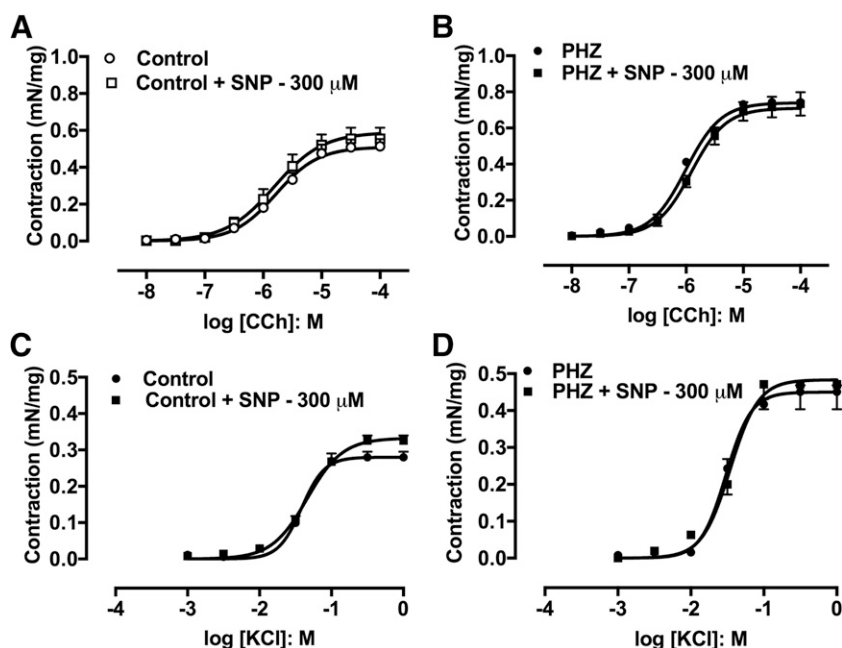 A
Control
Control + SNP - 300 μM
Contraction (mN/mg)
1.0
0.8
0.6
0.4
0.2
0.0
-8 -7 -6 -5 -4
log [CCh]: M
B
PHZ
PHZ + SNP - 300 μM
Contraction (mN/mg)
1.0
0.8
0.6
0.4
0.2
0.0
-8 -7 -6 -5 -4
log [CCh]: M
C
Control
Control + SNP - 300 μM
Contraction (mN/mg)
0.5
0.4
0.3
0.2
0.1
0.0
-4 -3 -2 -1 0
log [KCl]: M
D
PHZ
PHZ + SNP - 300 μM
Contraction (mN/mg)
0.5
0.4
0.3
0.2
0.1
0.0
-4 -3 -2 -1 0
log [KCl]: M